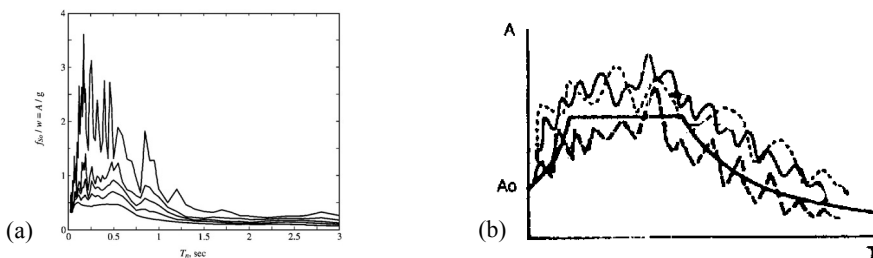 4
3
2
1
0
f_So / w = A / g
0 0.5 1 1.5 2 2.5 3
T_n, sec
(a)
A
Ao
(b)